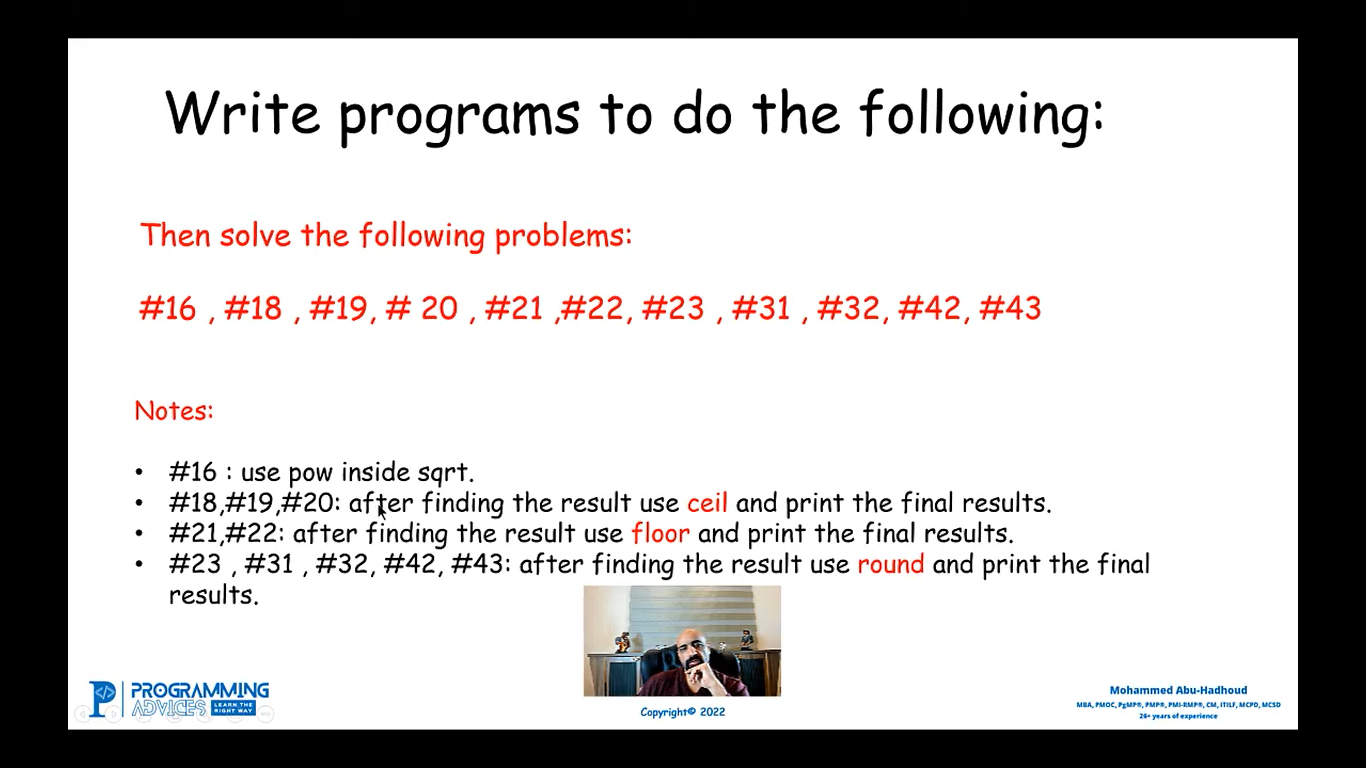 Write programs to do the following:
Then solve the following problems:
#16 , #18 , #19, # 20 , #21 ,#22, #23 , #31 , #32, #42, #43
Notes:
• #16 : use pow inside sqrt.
• #18,#19,#20: after finding the result use ceil and print the final results.
• #21,#22: after finding the result use floor and print the final results.
• #23 , #31 , #32, #42, #43: after finding the result use round and print the final
results.
PROGRAMMING
ADVICES LEARN THE RIGHT WAY
Copyright© 2022
Mohammed Abu-Hadhoud
MBA, PMOC, PgMP®, PMP®, PMI-RMP®, CM, ITILF, MCPD, MCSD
26+ years of experience